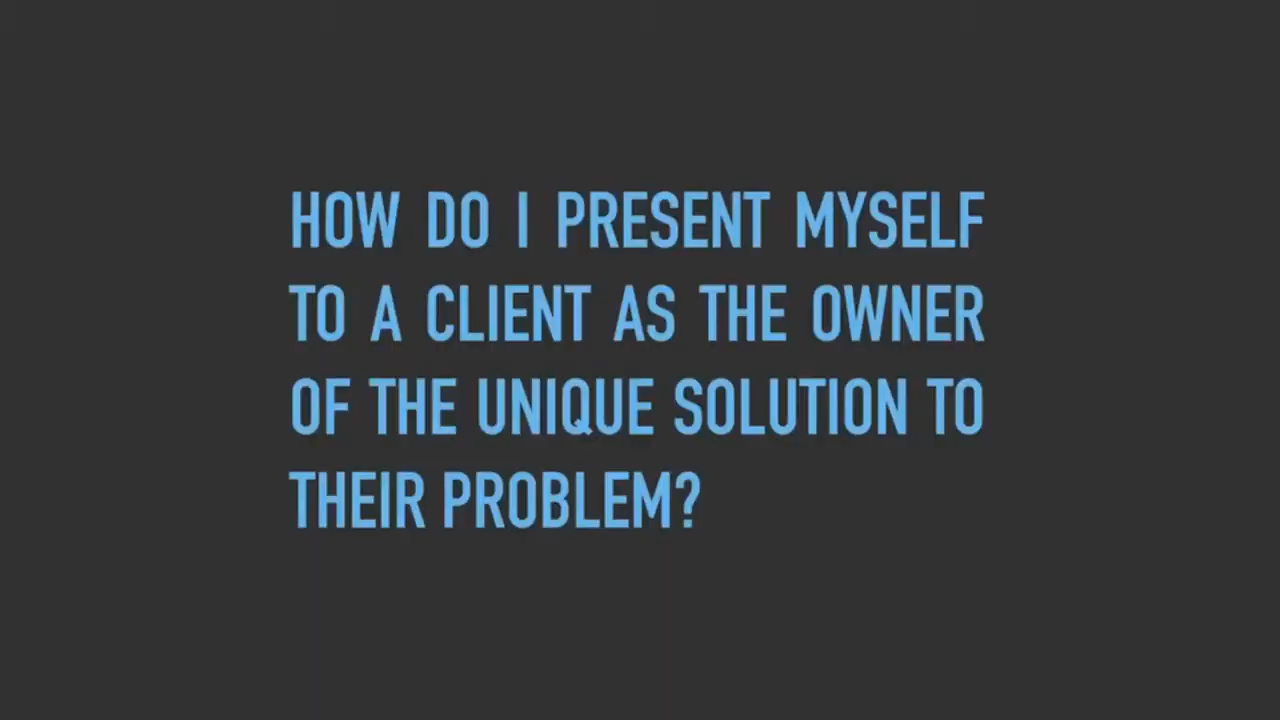 HOW DO I PRESENT MYSELF
TO A CLIENT AS THE OWNER
OF THE UNIQUE SOLUTION TO
THEIR PROBLEM?